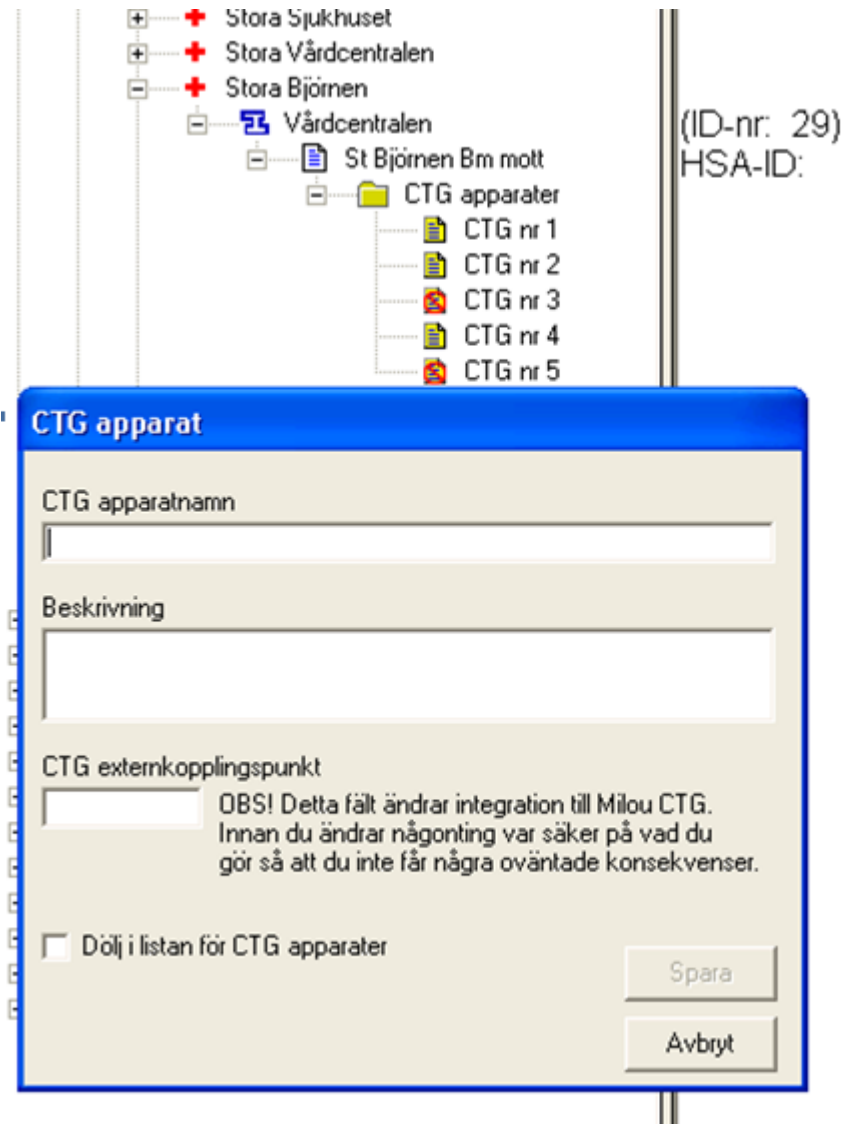 Stora Sjukhuset
Stora Vårdcentralen
Stora Björnen
Vårdcentralen
(ID-nr: 29)
St Björnen Bm mott
HSA-ID:
CTG apparater
CTG nr 1
CTG nr 2
CTG nr 3
CTG nr 4
CTG nr 5
CTG apparat
CTG apparatnamn
Beskrivning
CTG externkopplingspunkt
OBS! Detta fält ändrar integration till Milou CTG.
Innan du ändrar någonting var säker på vad du
gör så att du inte får några oväntade konsekvenser.
Dölj i listan för CTG apparater
Spara
Avbryt